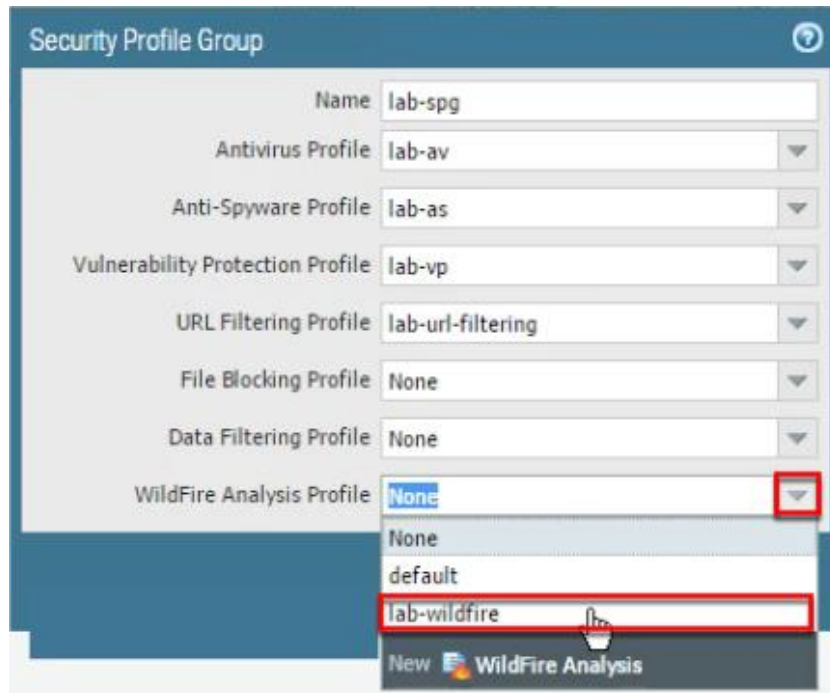 Security Profile Group
Name lab-spg
Antivirus Profile lab-av
Anti-Spyware Profile lab-as
Vulnerability Protection Profile lab-vp
URL Filtering Profile lab-url-filtering
File Blocking Profile None
Data Filtering Profile None
WildFire Analysis Profile None
None
default
lab-wildfire
New WildFire Analysis